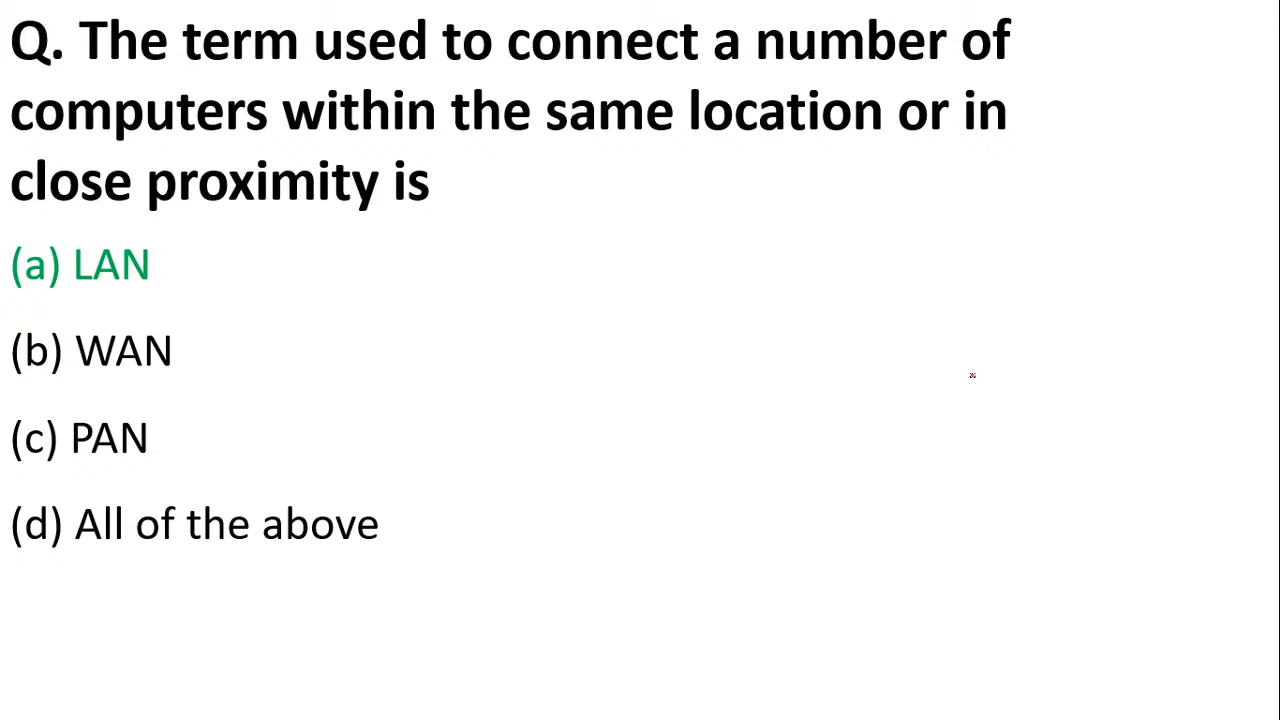 Q. The term used to connect a number of
computers within the same location or in
close proximity is
(a) LAN
(b) WAN
(c) PAN
(d) All of the above